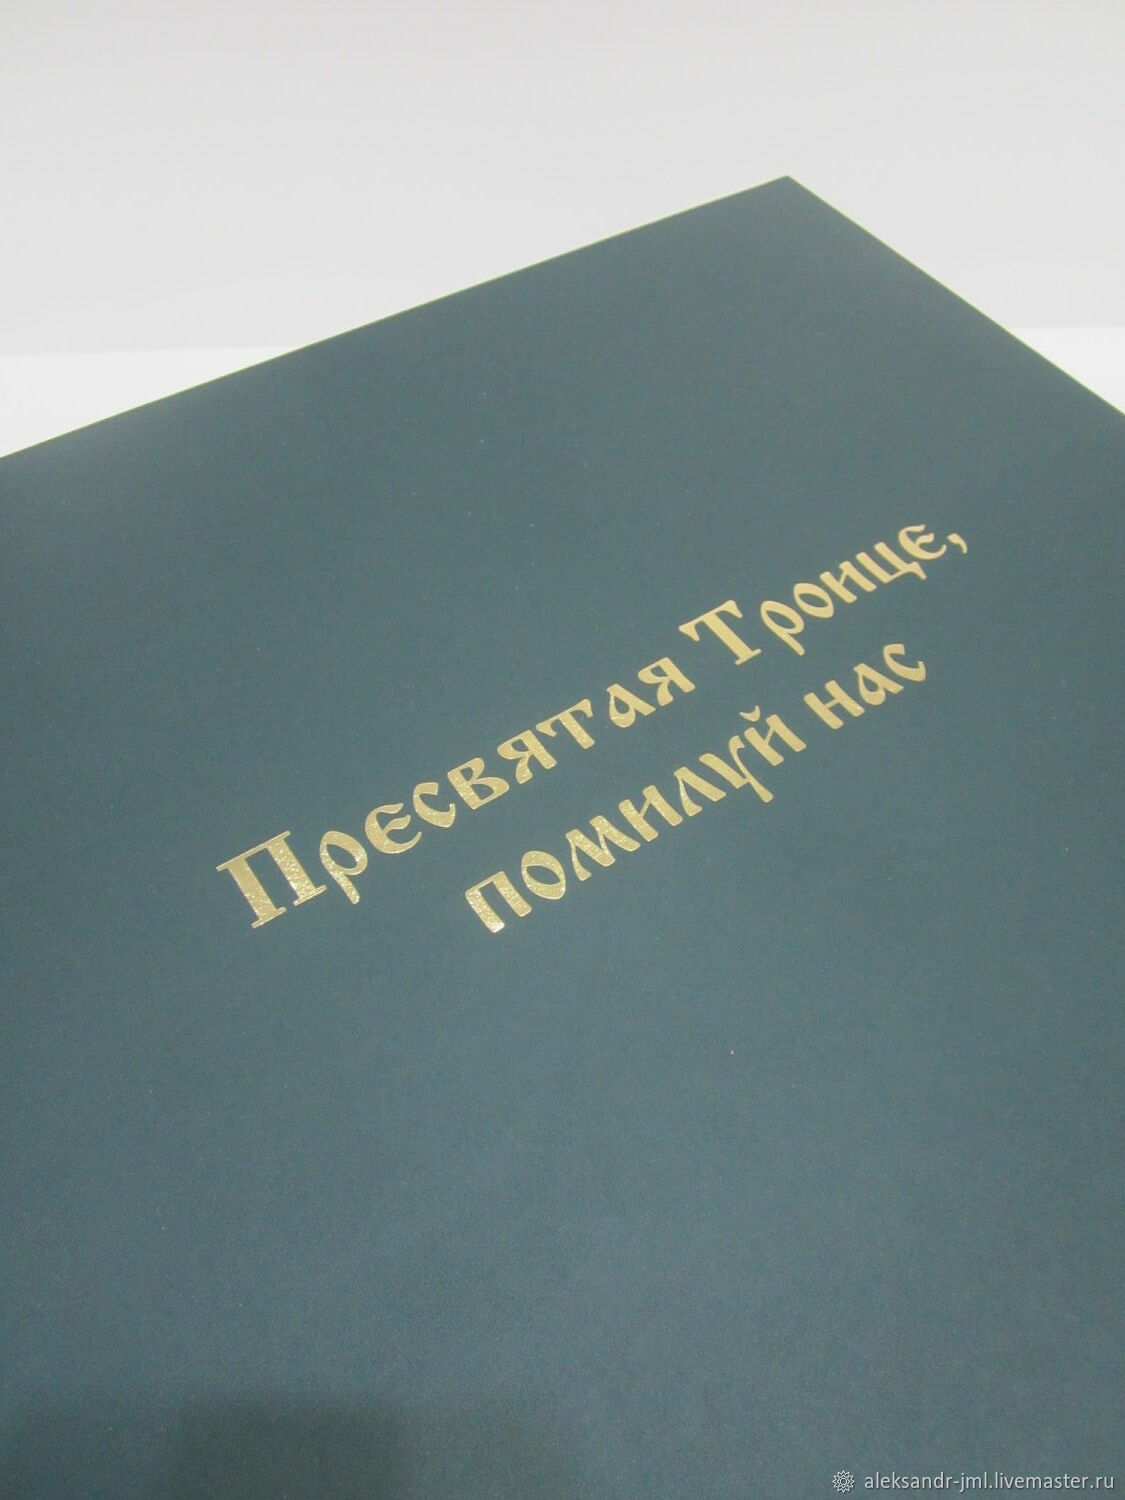 Пресвятая Троице,
помилуй нас
aleksandr-jml.livemaster.ru